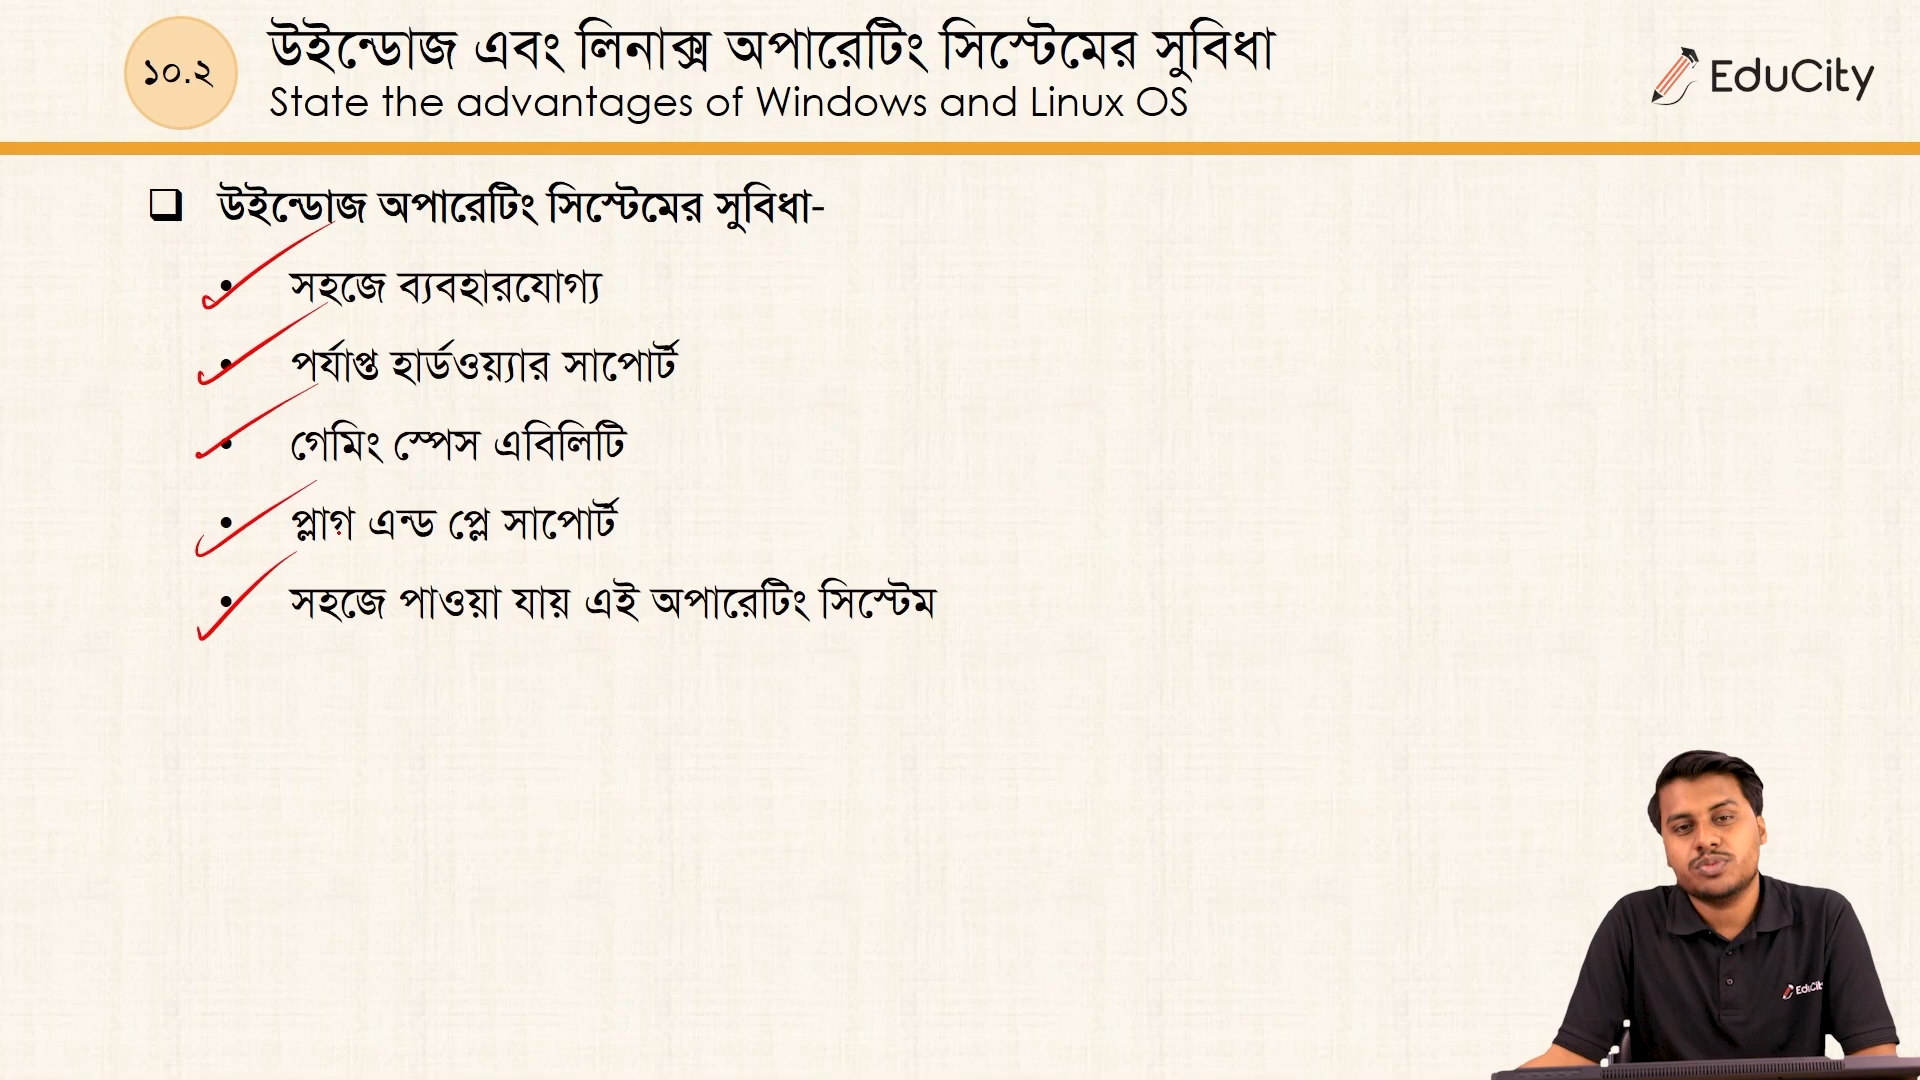 ১০.২
উইন্ডোজ এবং লিনাক্স অপারেটিং সিস্টেমের সুবিধা
State the advantages of Windows and Linux OS
EduCity
উইন্ডোজ অপারেটিং সিস্টেমের সুবিধা-
সহজে ব্যবহারযোগ্য
পর্যাপ্ত হার্ডওয়্যার সাপোর্ট
গেমিং স্পেস এবিলিটি
প্লাগ এন্ড প্লে সাপোর্ট
সহজে পাওয়া যায় এই অপারেটিং সিস্টেম
EduCity